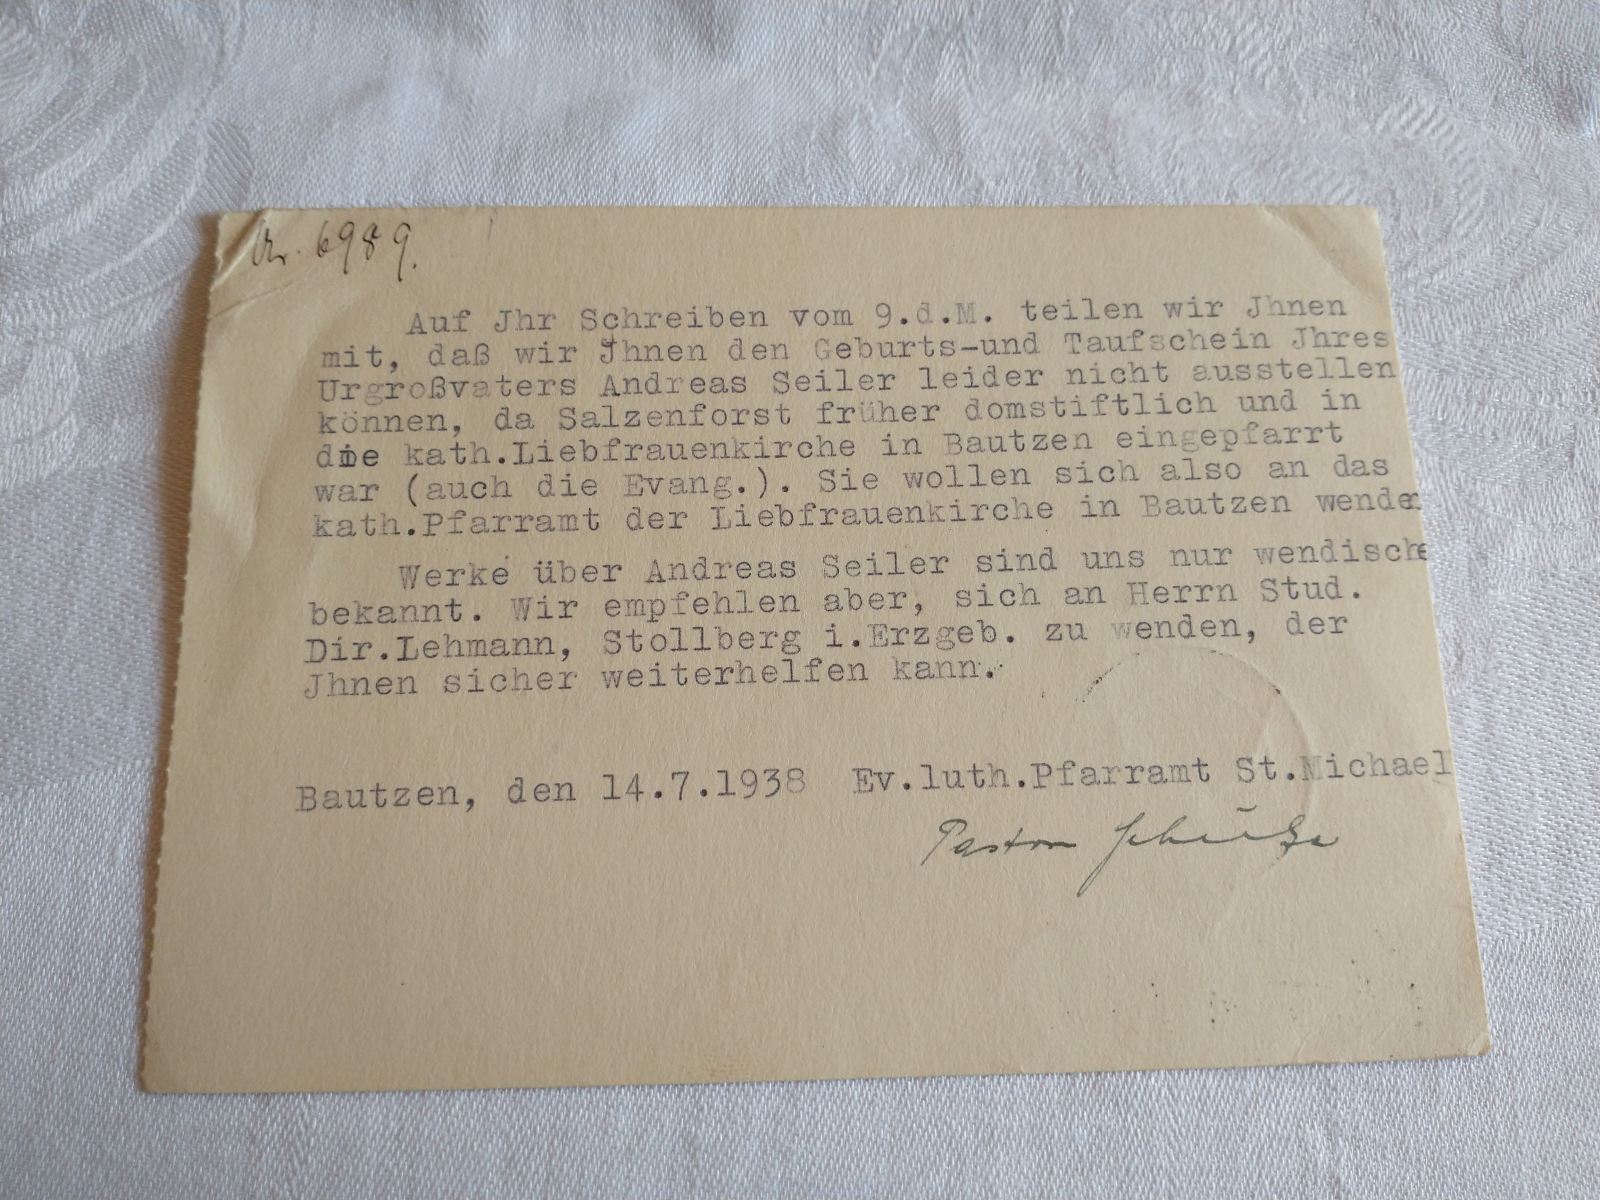 Nr. 6989.
Auf Jhr Schreiben vom 9.d.M. teilen wir Jhnen
mit, daß wir Jhnen den Geburts-und Taufschein Jhres
Urgroßvaters Andreas Seiler leider nicht ausstellen
können, da Salzenforst früher domstiftlich und in
die kath.Liebfrauenkirche in Bautzen eingepfarrt
war (auch die Evang.). Sie wollen sich also an das
kath.Pfarramt der Liebfrauenkirche in Bautzen wenden
Werke über Andreas Seiler sind uns nur wendische
bekannt. Wir empfehlen aber, sich an Herrn Stud.
Dir.Lehmann, Stollberg i.Erzgeb. zu wenden, der
Jhnen sicher weiterhelfen kann.
Bautzen, den 14.7.1938 Ev.luth.Pfarramt St.Michael
Pastor Schütze